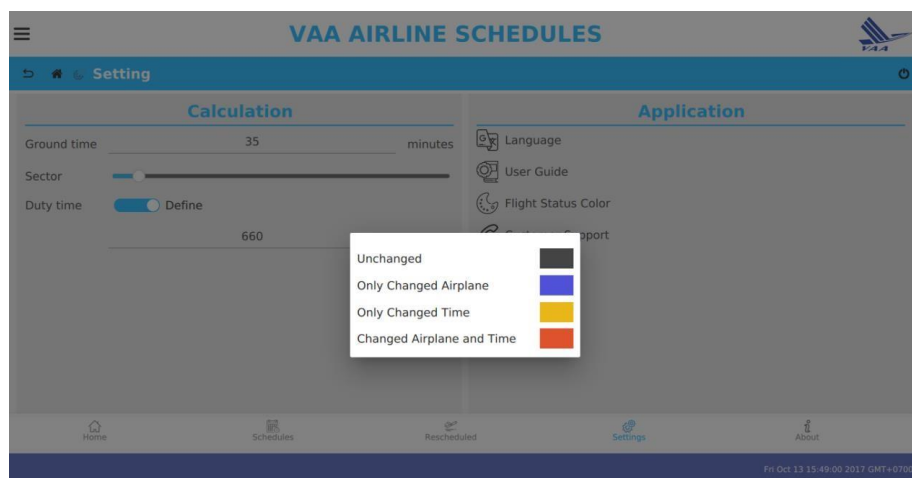 VAA AIRLINE SCHEDULES
VAA
Setting
Calculation
Ground time 35 minutes
Sector
Duty time Define
660
Application
Language
User Guide
Flight Status Color
Support
Unchanged
Only Changed Airplane
Only Changed Time
Changed Airplane and Time
Home
Schedules
Rescheduled
Settings
About
Fri Oct 13 15:49:00 2017 GMT+0700